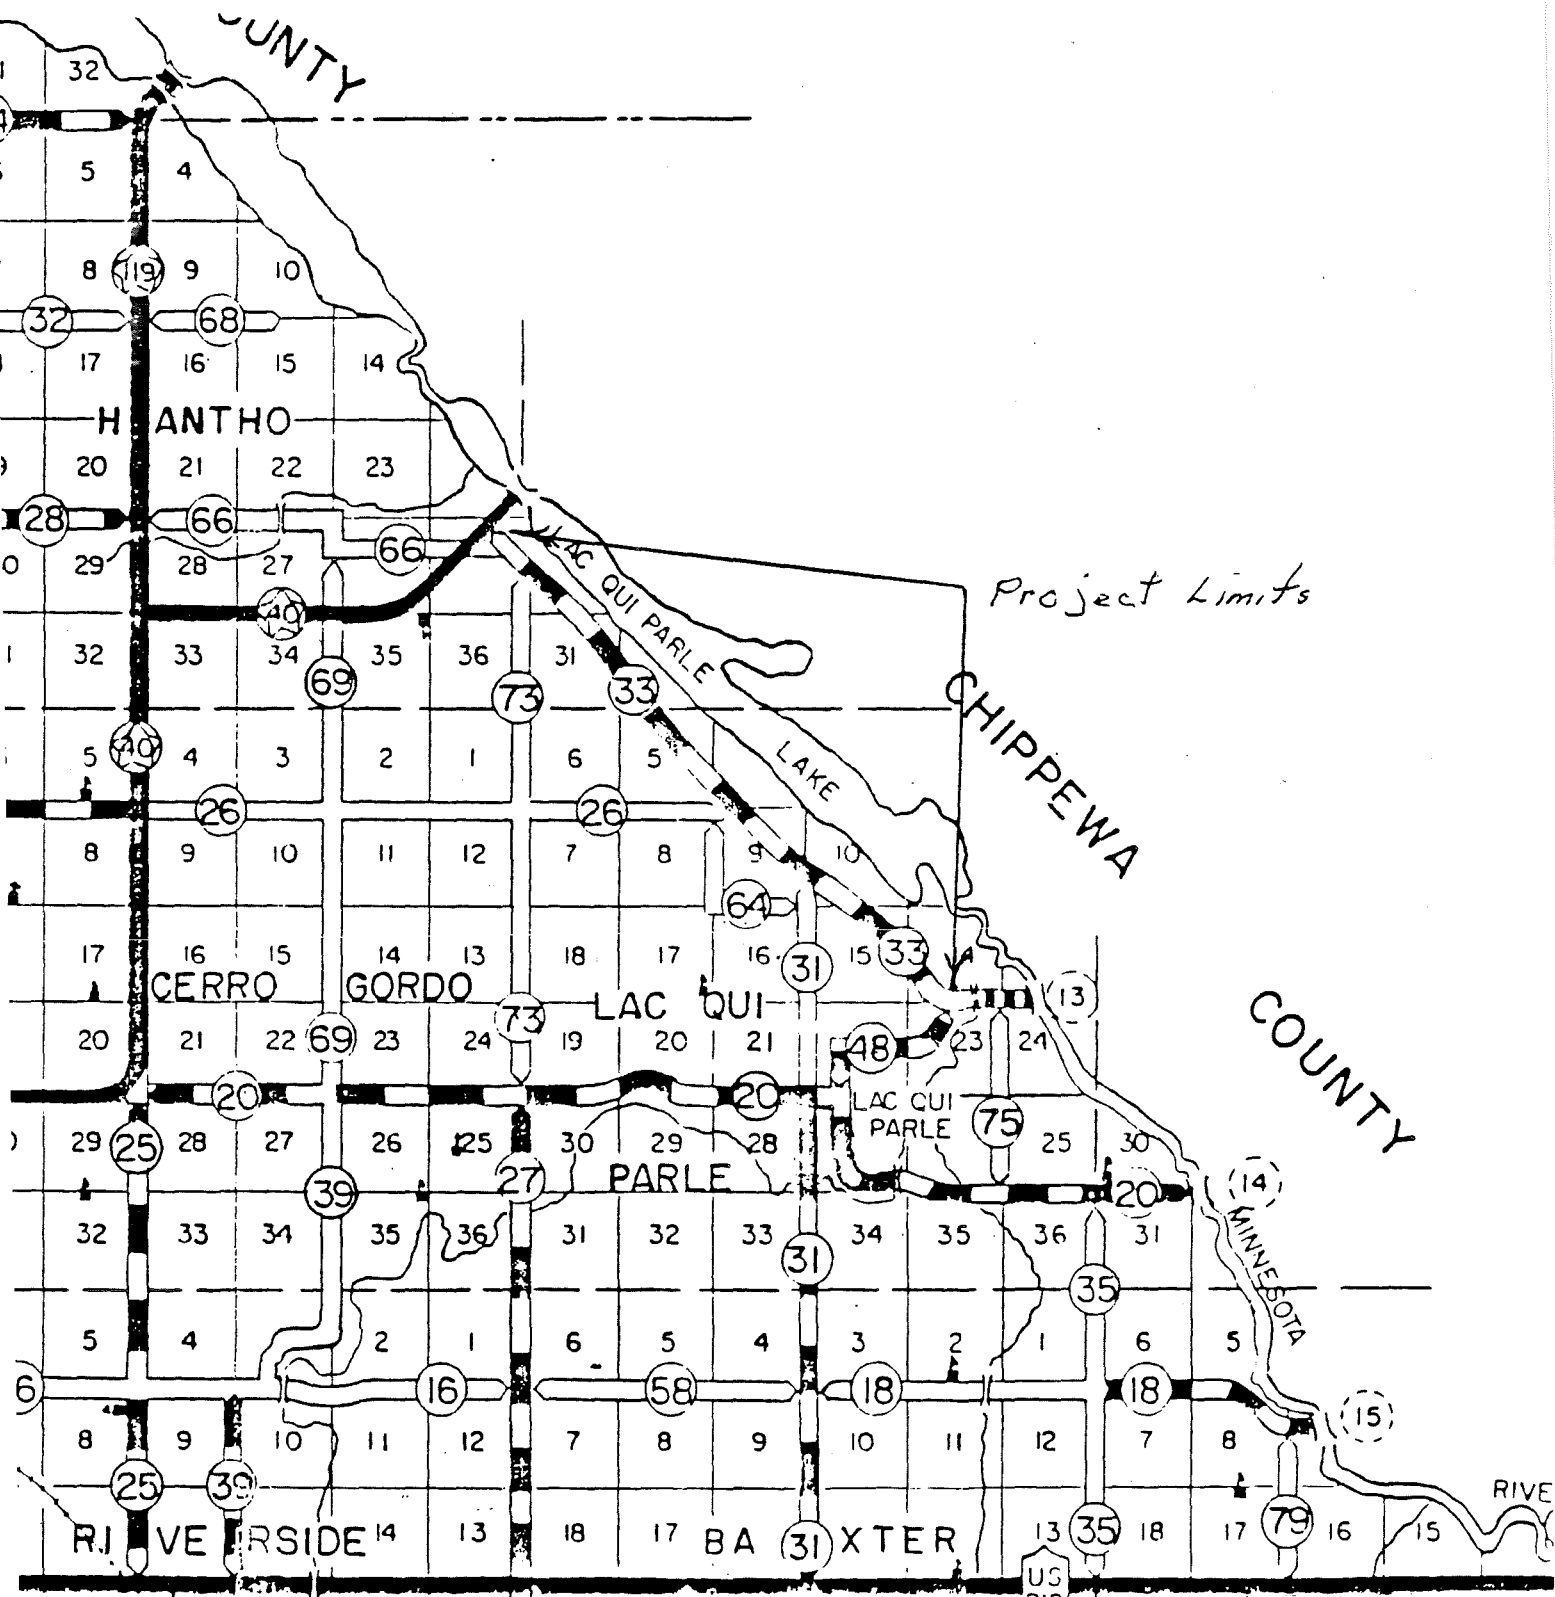 OUNTY
32
5 4
8 119 9 10
32 68
17 16 15 14
HANTHO
20 21 22 23
28 66
66
29 28 27
LAC QUI PARLE
Project Limits
40
32 33 34 35 36 31
69 73 33
CHIPPEWA
40
5 4 3 2 1 6 5
LAKE
26 26
8 9 10 11 12 7 8 9 10
64
17 16 15 14 13 18 17 16 31 15 33
CERRO GORDO LAC QUI
13
COUNTY
73
20 21 22 69 23 24 19 20 21 48 23 24
20 20
LAC QUI
PARLE
75
25 29 28 27 26 25 30 29 28 25 30
39 27 PARLE 20 14
MINNESOTA
32 33 34 35 36 31 32 33 31 34 35 36 31
35
5 4 2 1 6 5 4 3 2 1 6 5
6 16 58 18 18 15
8 9 10 11 12 7 8 9 10 11 12 7 8
25 39 RIVE
RIVERSIDE 14 13 18 17 BAXTER 31 13 35 18 17 79 16 15
US